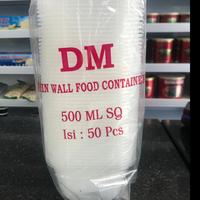 DM
THIN WALL FOOD CONTAINER
500 ML SQ
Isi : 50 Pcs